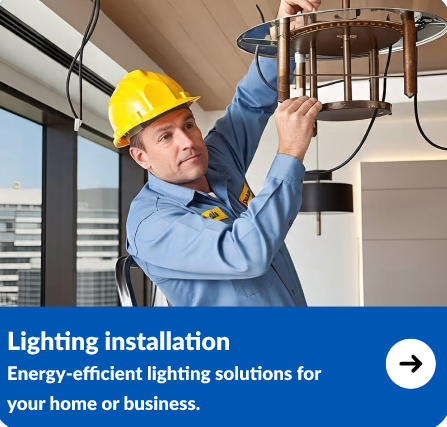 Lighting installation
Energy-efficient lighting solutions for
your home or business.